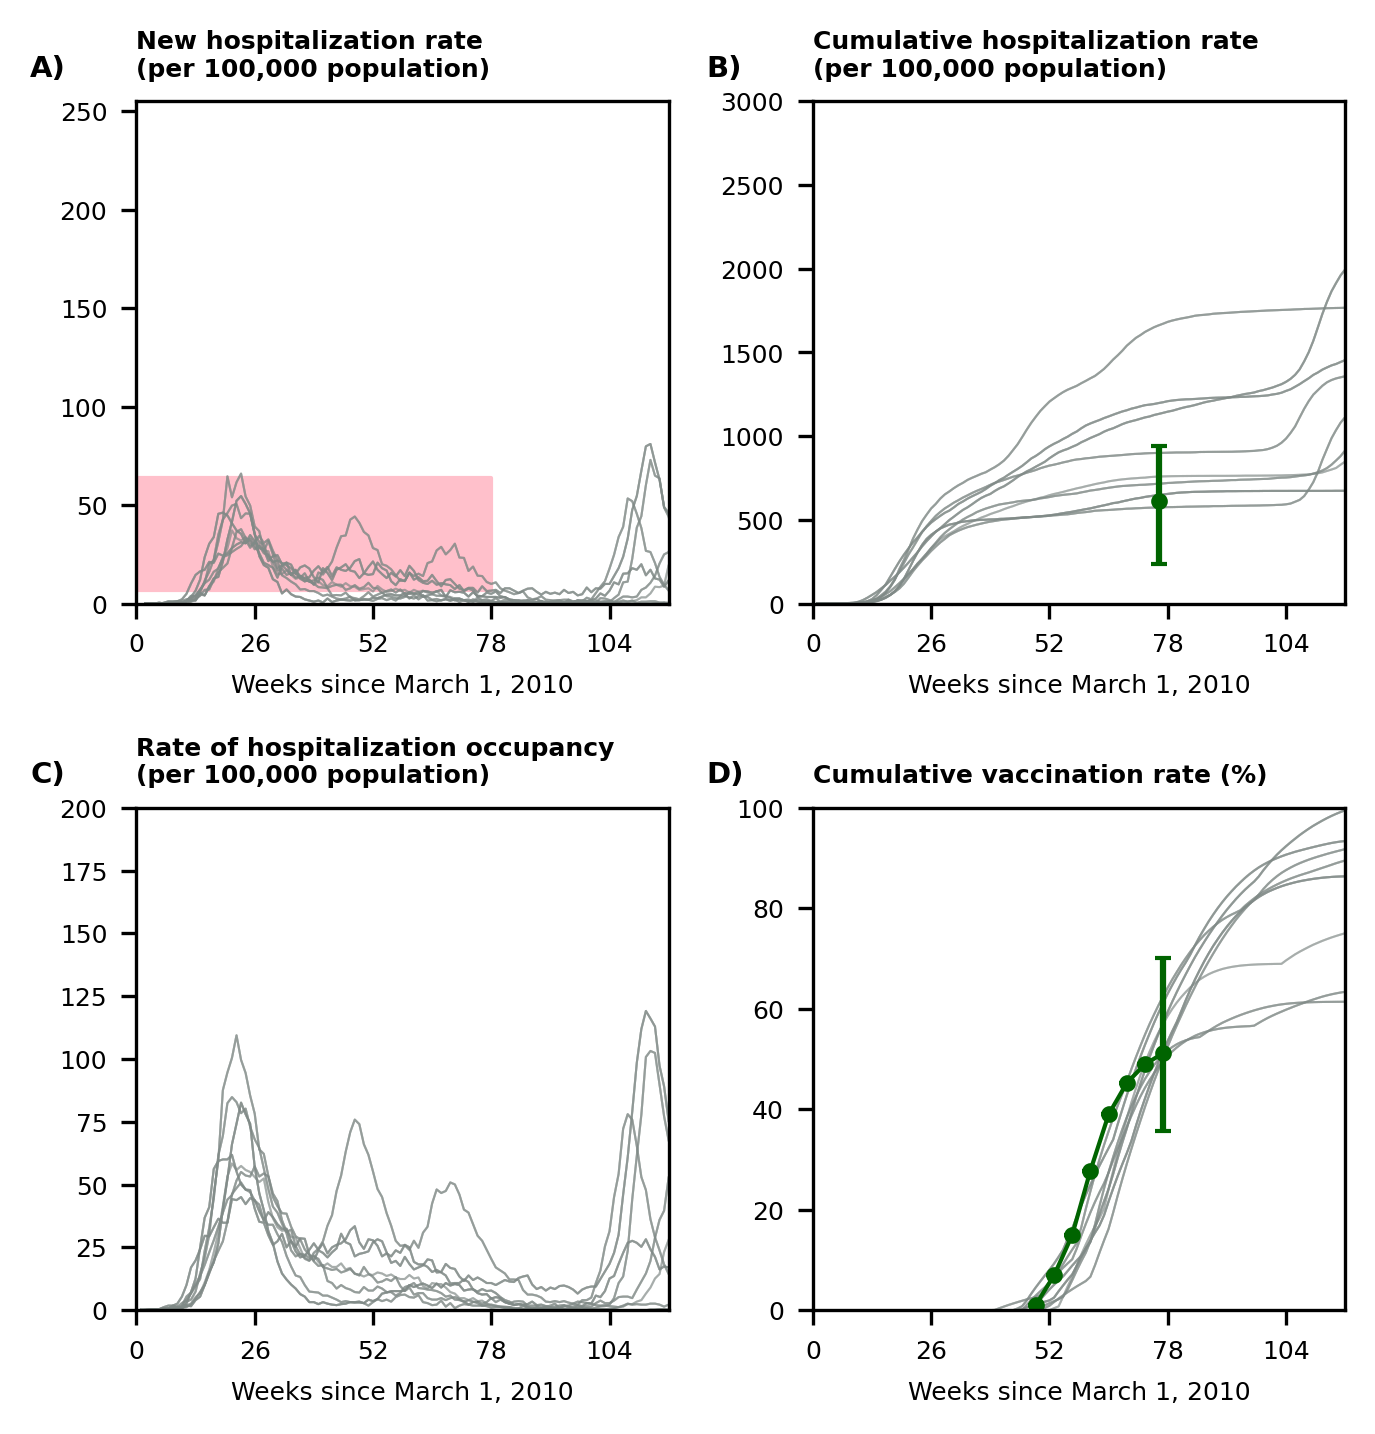 A)
New hospitalization rate
(per 100,000 population)
250
200
150
100
50
0
0 26 52 78 104
Weeks since March 1, 2010
B)
Cumulative hospitalization rate
(per 100,000 population)
3000
2500
2000
1500
1000
500
0
0 26 52 78 104
Weeks since March 1, 2010
C)
Rate of hospitalization occupancy
(per 100,000 population)
200
175
150
125
100
75
50
25
0
0 26 52 78 104
Weeks since March 1, 2010
D)
Cumulative vaccination rate (%)
100
80
60
40
20
0
0 26 52 78 104
Weeks since March 1, 2010